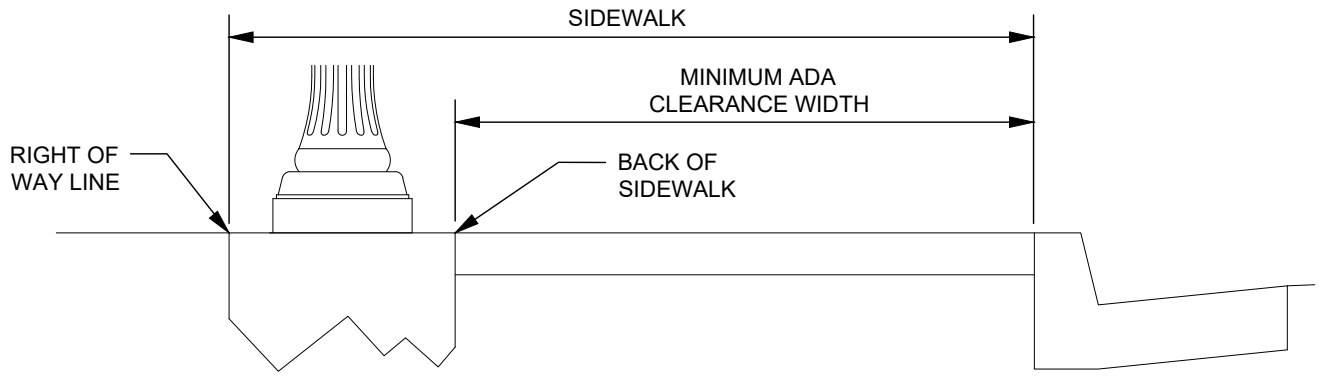 SIDEWALK
MINIMUM ADA
CLEARANCE WIDTH
RIGHT OF
WAY LINE
BACK OF
SIDEWALK